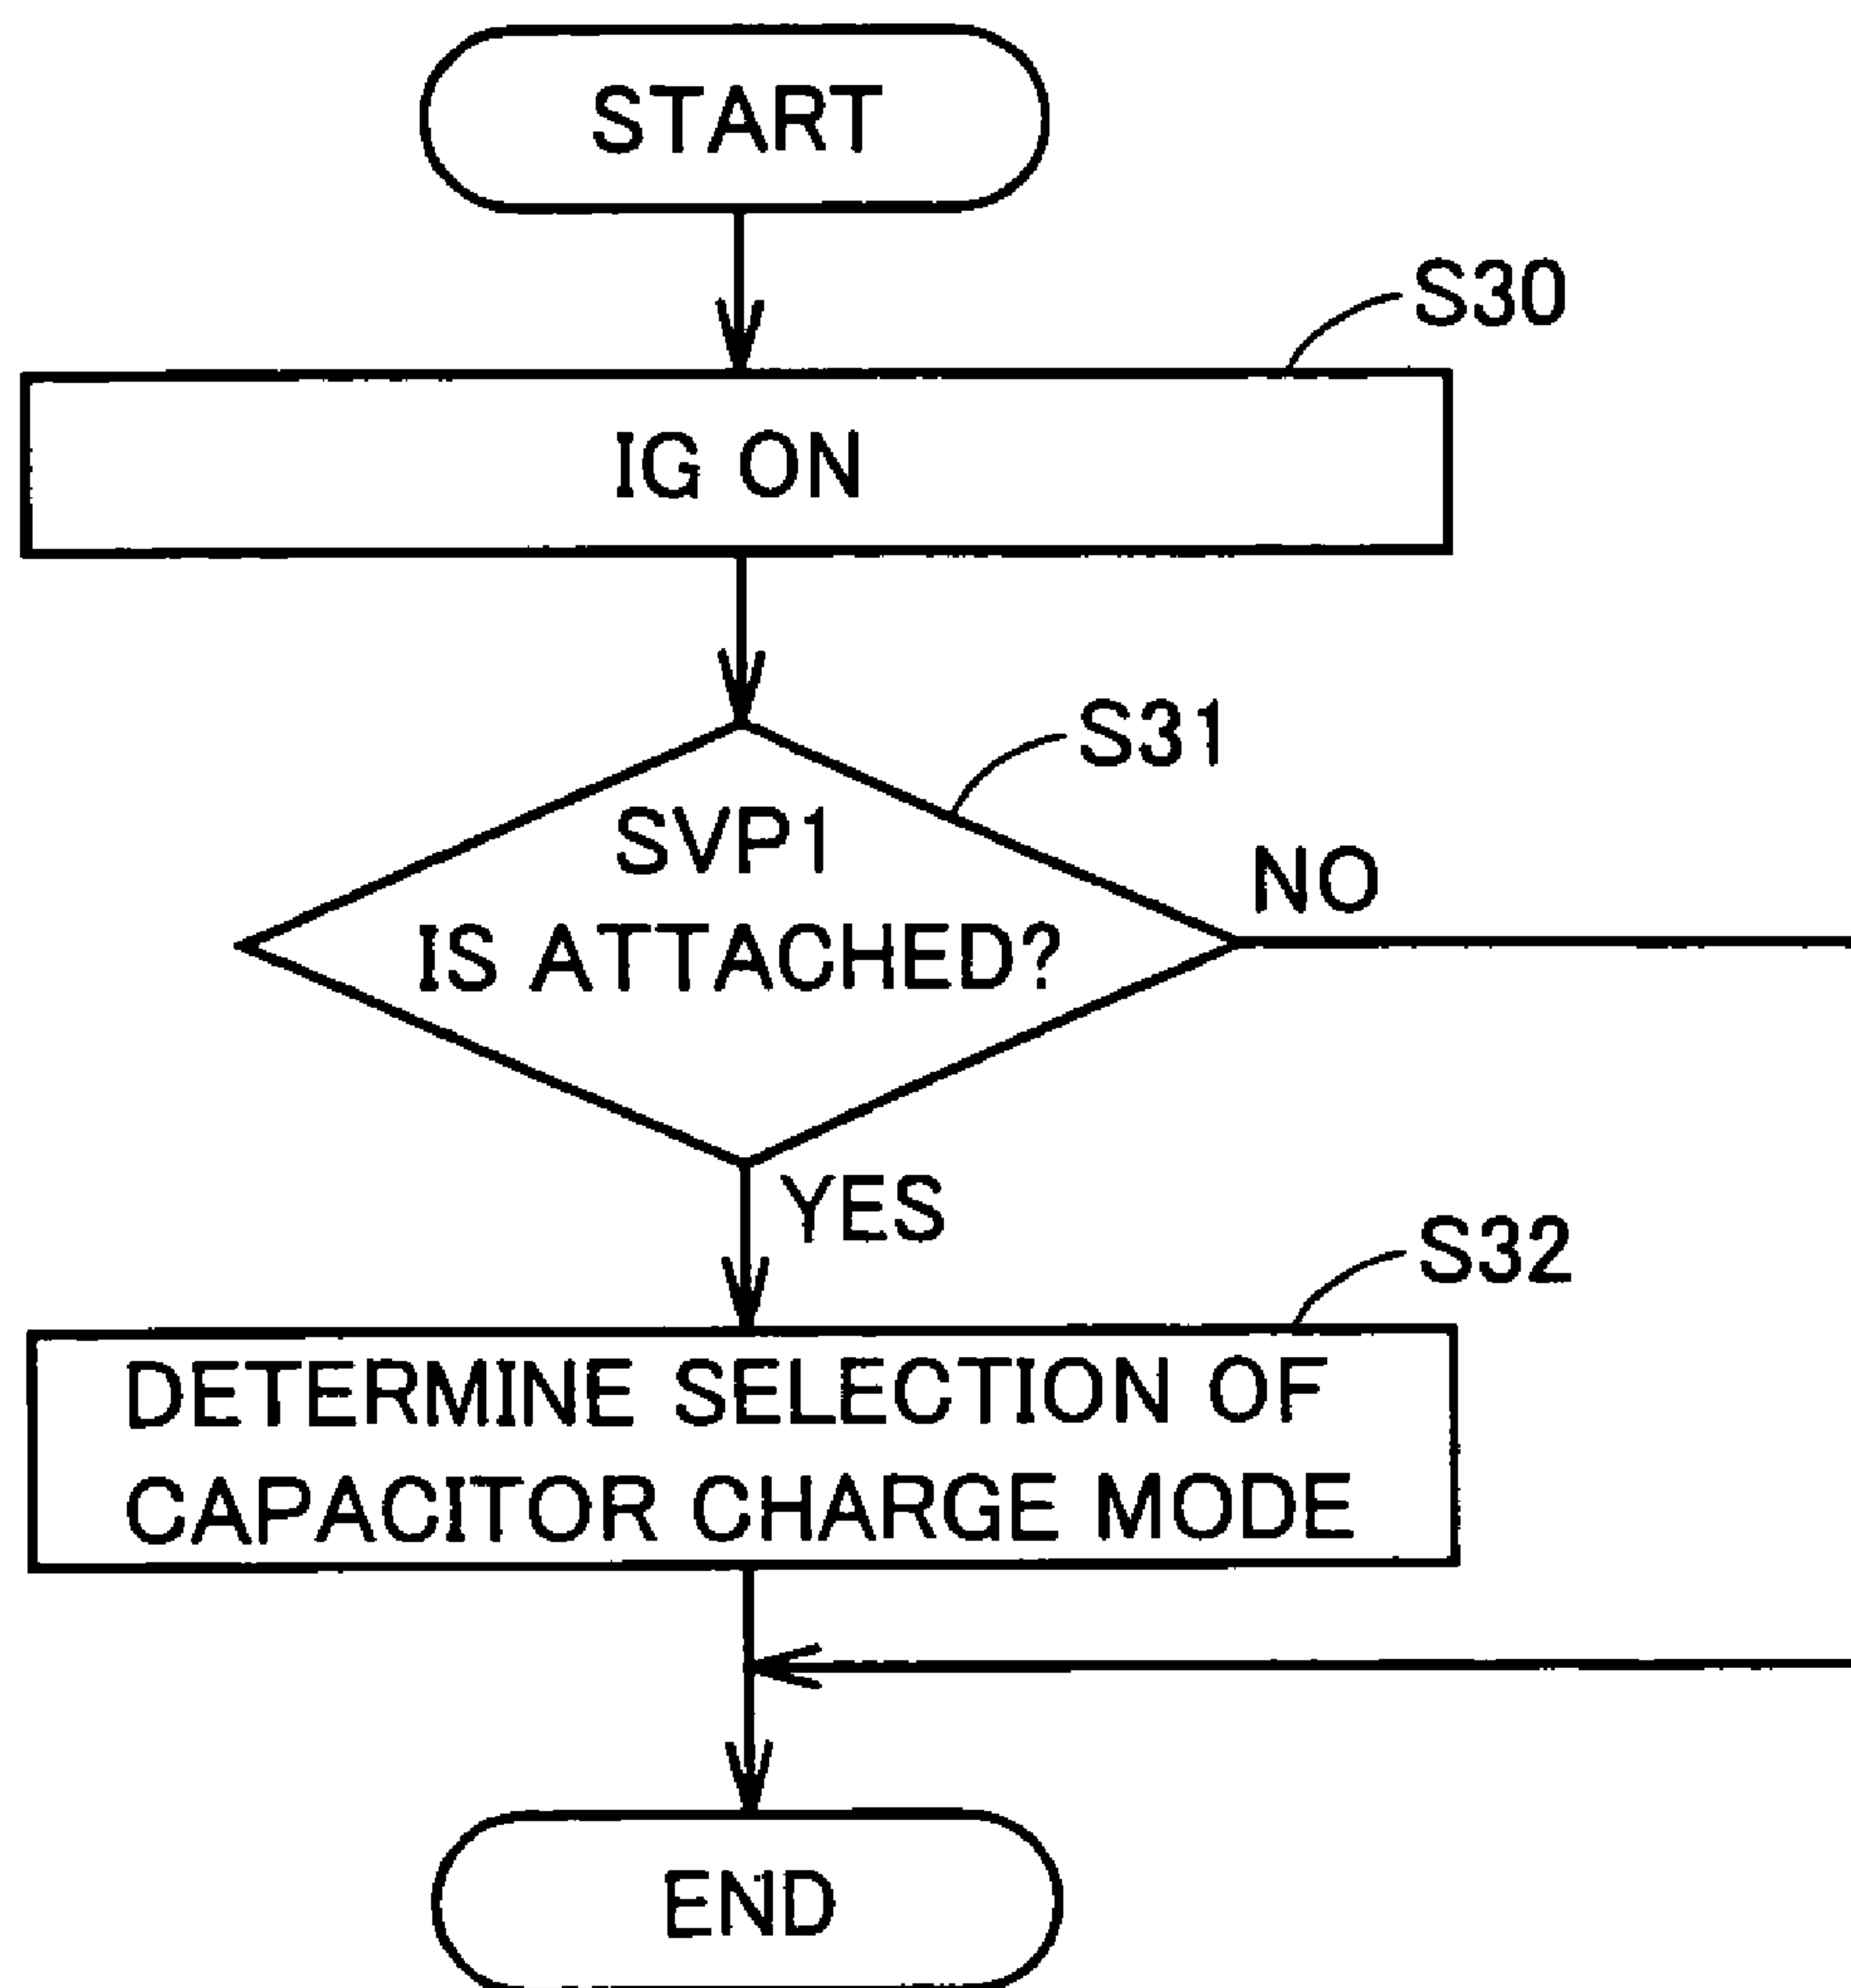 START
S30
IG ON
S31
SVP1
IS ATTACHED?
NO
YES
S32
DETERMINE SELECTION OF
CAPACITOR CHARGE MODE
END